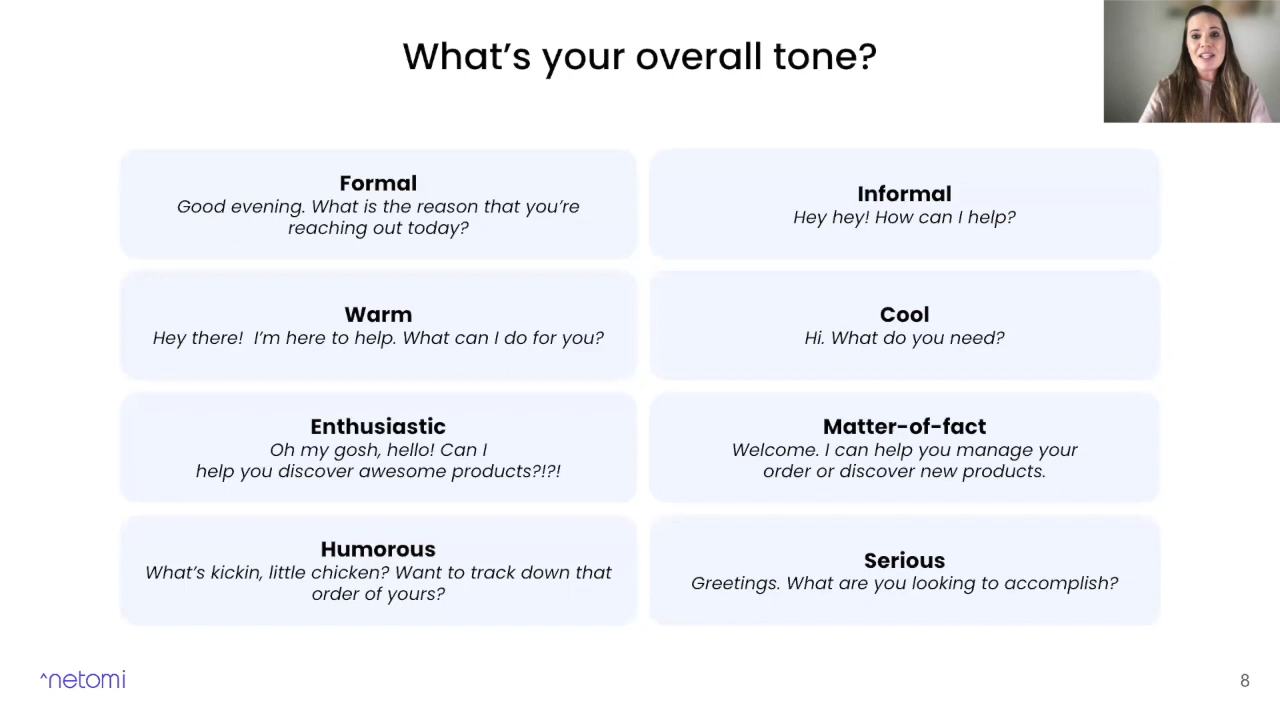 What's your overall tone?
Formal
Good evening. What is the reason that you're
reaching out today?
Informal
Hey hey! How can I help?
Warm
Hey there!  I'm here to help. What can I do for you?
Cool
Hi. What do you need?
Enthusiastic
Oh my gosh, hello! Can I
help you discover awesome products?!?!
Matter-of-fact
Welcome. I can help you manage your
order or discover new products.
Humorous
What's kickin, little chicken? Want to track down that
order of yours?
Serious
Greetings. What are you looking to accomplish?
^netomi
8